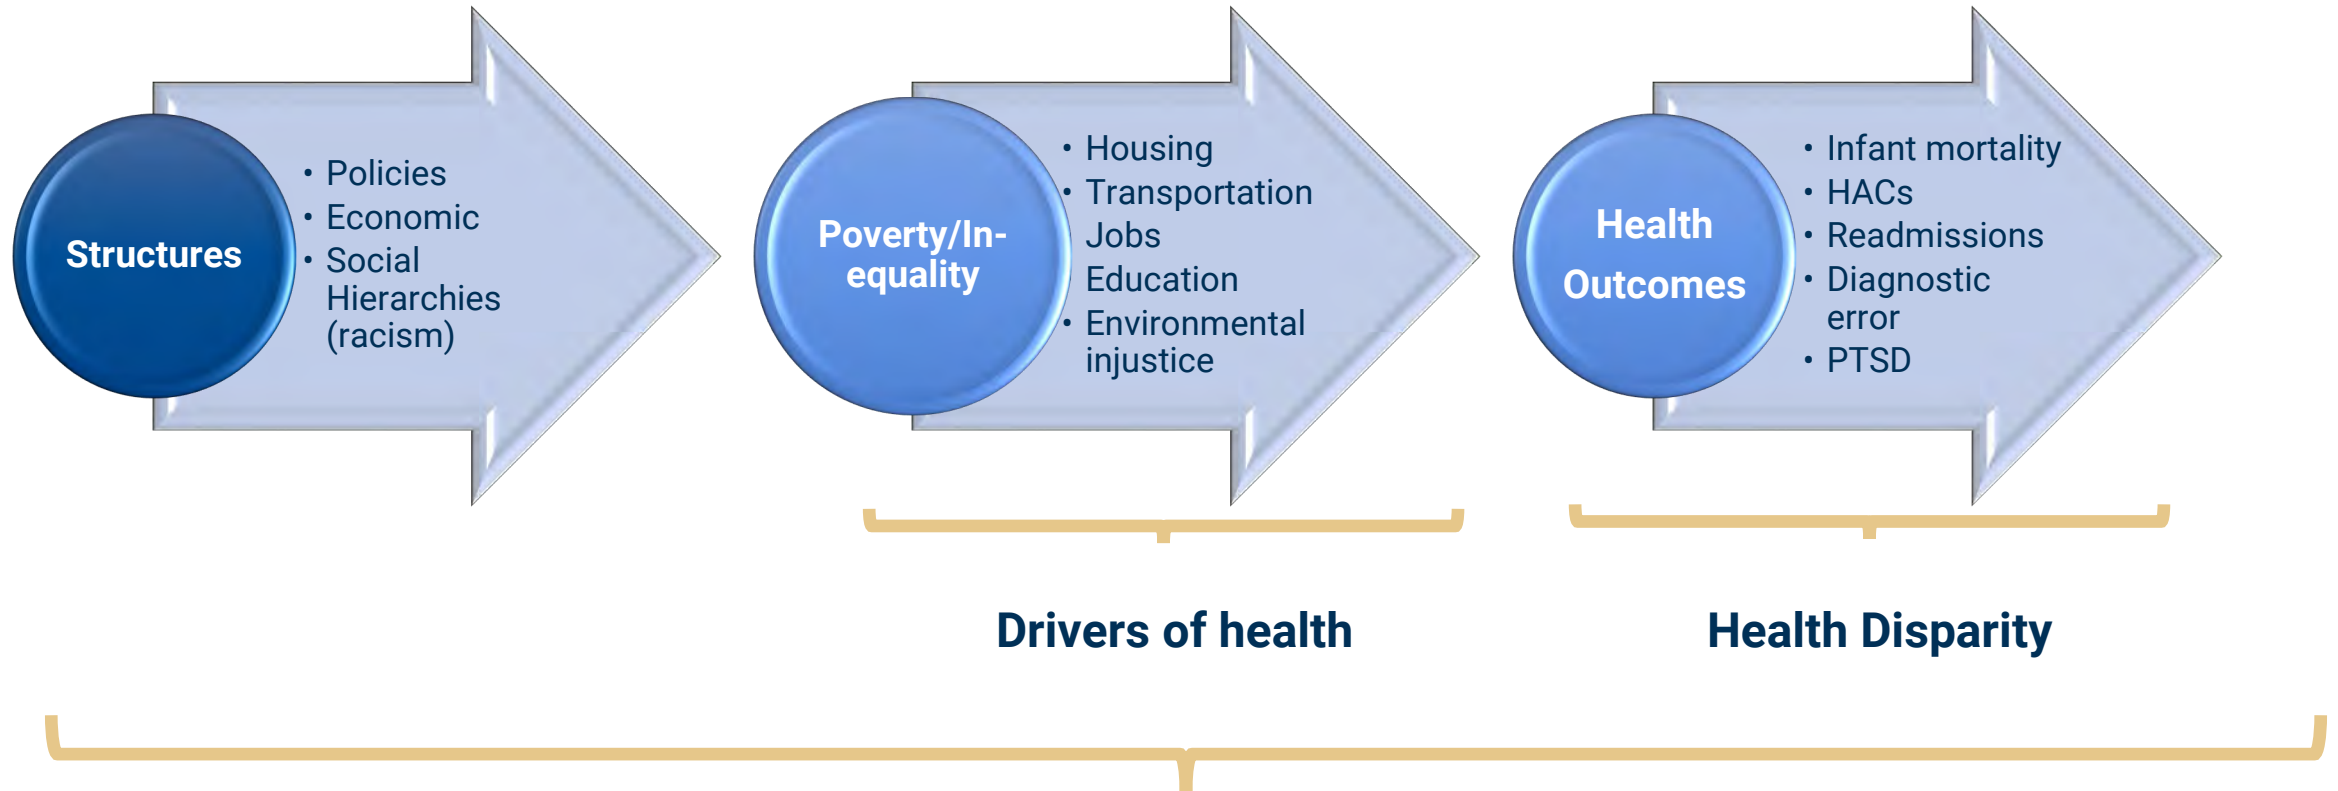 Structures
• Policies
• Economic
• Social
Hierarchies
(racism)
Poverty/In-
equality
• Housing
• Transportation
Jobs
Education
• Environmental
injustice
Health
Outcomes
• Infant mortality
• HACs
• Readmissions
• Diagnostic
error
• PTSD
Drivers of health
Health Disparity